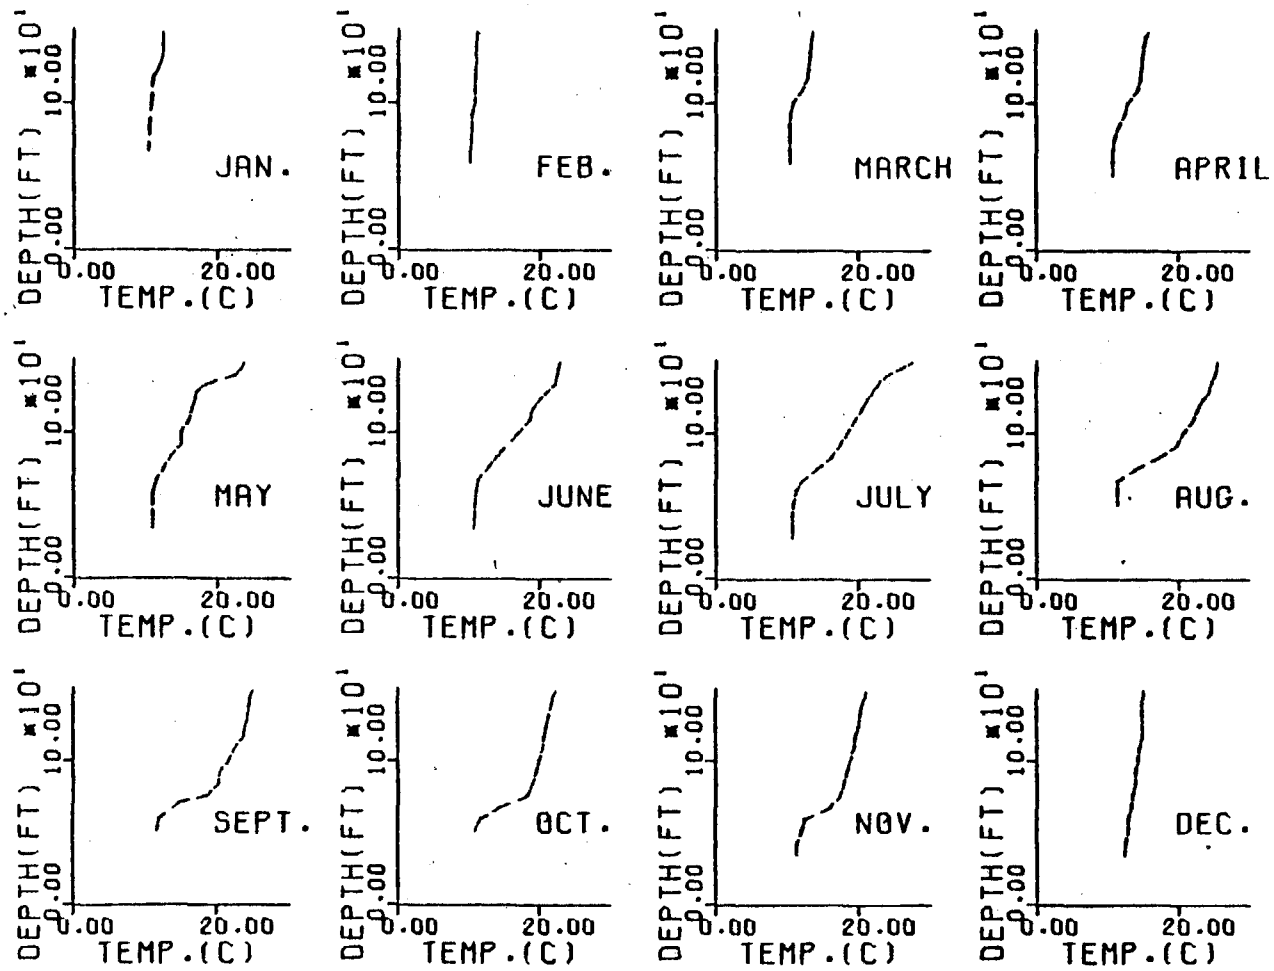 DEPTH(FT) *10¹
10.00
0.00
0.00 20.00
TEMP.(C)
JAN.
DEPTH(FT) *10¹
10.00
0.00
0.00 20.00
TEMP.(C)
FEB.
DEPTH(FT) *10¹
10.00
0.00
0.00 20.00
TEMP.(C)
MARCH
DEPTH(FT) *10¹
10.00
0.00
0.00 20.00
TEMP.(C)
APRIL
DEPTH(FT) *10¹
10.00
0.00
0.00 20.00
TEMP.(C)
MAY
DEPTH(FT) *10¹
10.00
0.00
0.00 20.00
TEMP.(C)
JUNE
DEPTH(FT) *10¹
10.00
0.00
0.00 20.00
TEMP.(C)
JULY
DEPTH(FT) *10¹
10.00
0.00
0.00 20.00
TEMP.(C)
AUG.
DEPTH(FT) *10¹
10.00
0.00
0.00 20.00
TEMP.(C)
SEPT.
DEPTH(FT) *10¹
10.00
0.00
0.00 20.00
TEMP.(C)
OCT.
DEPTH(FT) *10¹
10.00
0.00
0.00 20.00
TEMP.(C)
NOV.
DEPTH(FT) *10¹
10.00
0.00
0.00 20.00
TEMP.(C)
DEC.